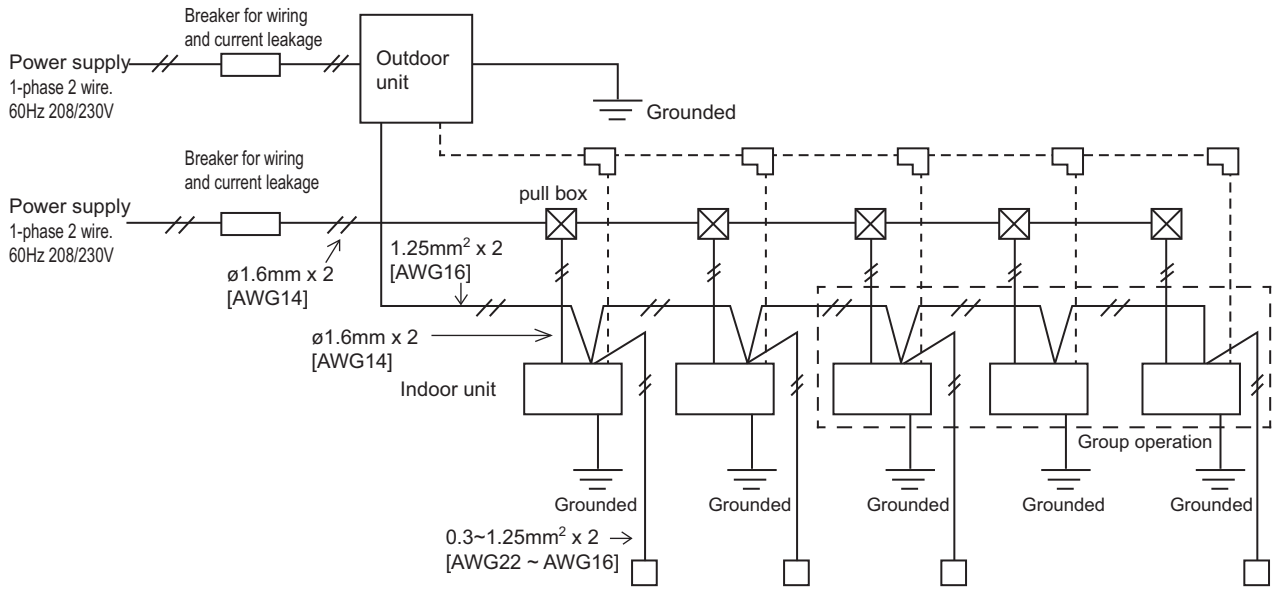 Breaker for wiring
and current leakage
Power supply
1-phase 2 wire.
60Hz 208/230V
Outdoor
unit
Grounded
Breaker for wiring
and current leakage
Power supply
1-phase 2 wire.
60Hz 208/230V
pull box
ø1.6mm x 2
[AWG14]
1.25mm² x 2
[AWG16]
ø1.6mm x 2
[AWG14]
Indoor unit
Group operation
Grounded
Grounded
Grounded
Grounded
Grounded
0.3~1.25mm² x 2
[AWG22 ~ AWG16]